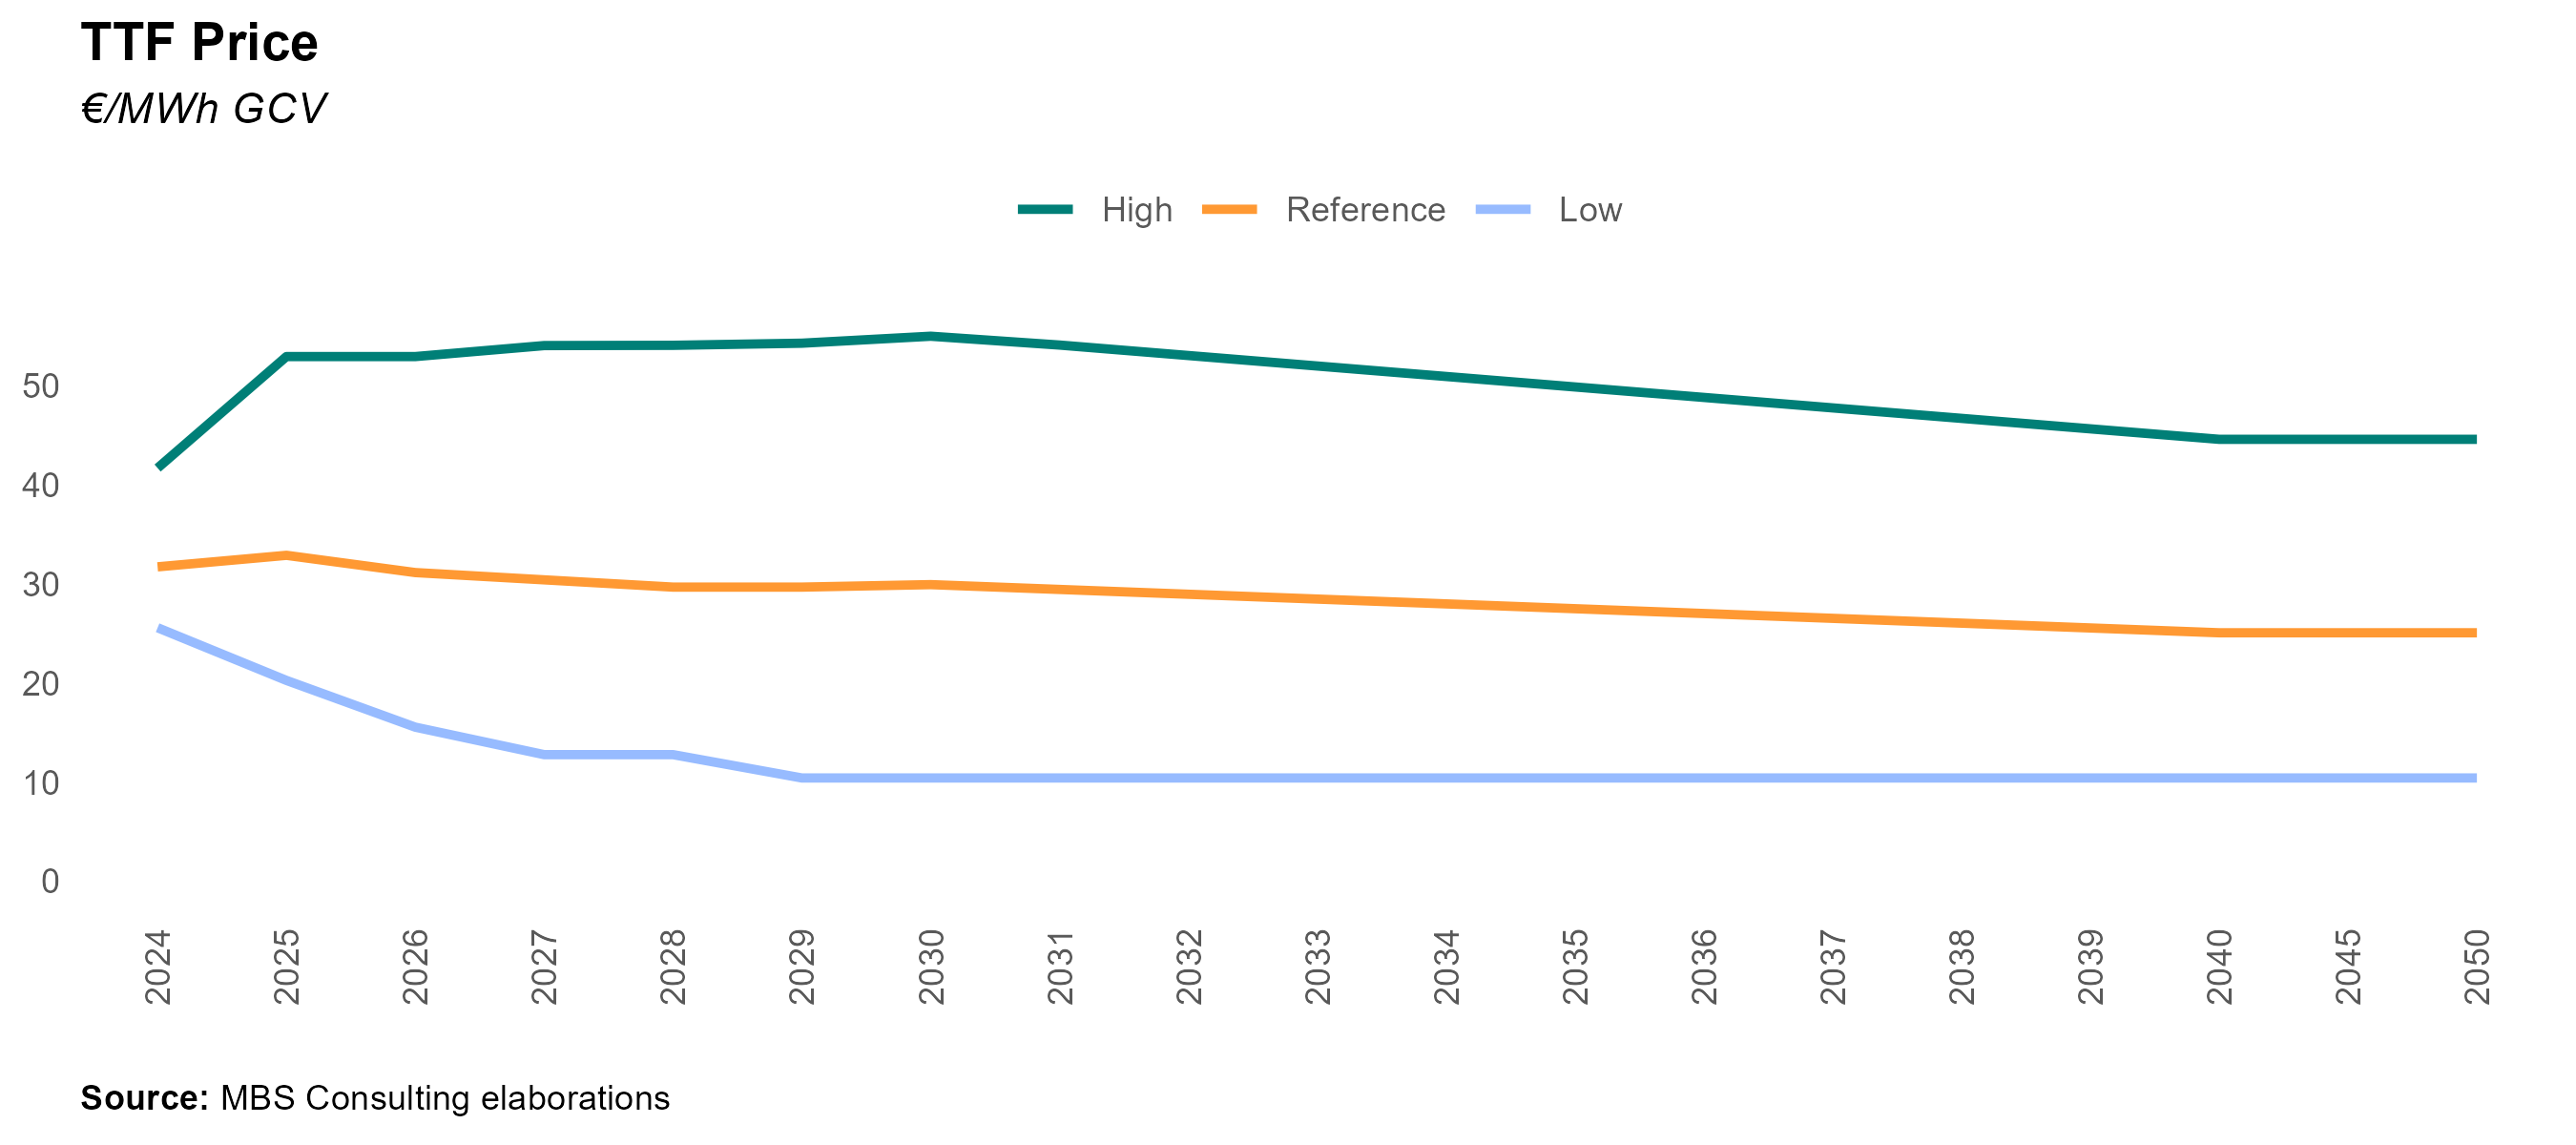 TTF Price
€/MWh GCV
High Reference Low
50
40
30
20
10
0
2024 2025 2026 2027 2028 2029 2030 2031 2032 2033 2034 2035 2036 2037 2038 2039 2040 2045 2050
Source: MBS Consulting elaborations